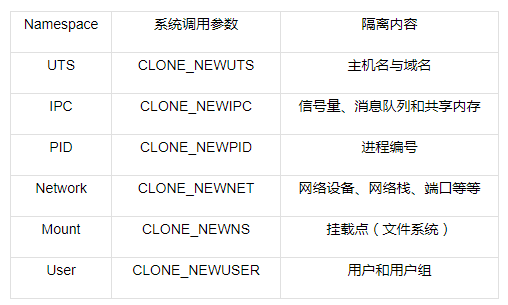 Namespace 系统调用参数 隔离内容
UTS CLONE_NEWUTS 主机名与域名
IPC CLONE_NEWIPC 信号量、消息队列和共享内存
PID CLONE_NEWPID 进程编号
Network CLONE_NEWNET 网络设备、网络栈、端口等等
Mount CLONE_NEWNS 挂载点（文件系统）
User CLONE_NEWUSER 用户和用户组